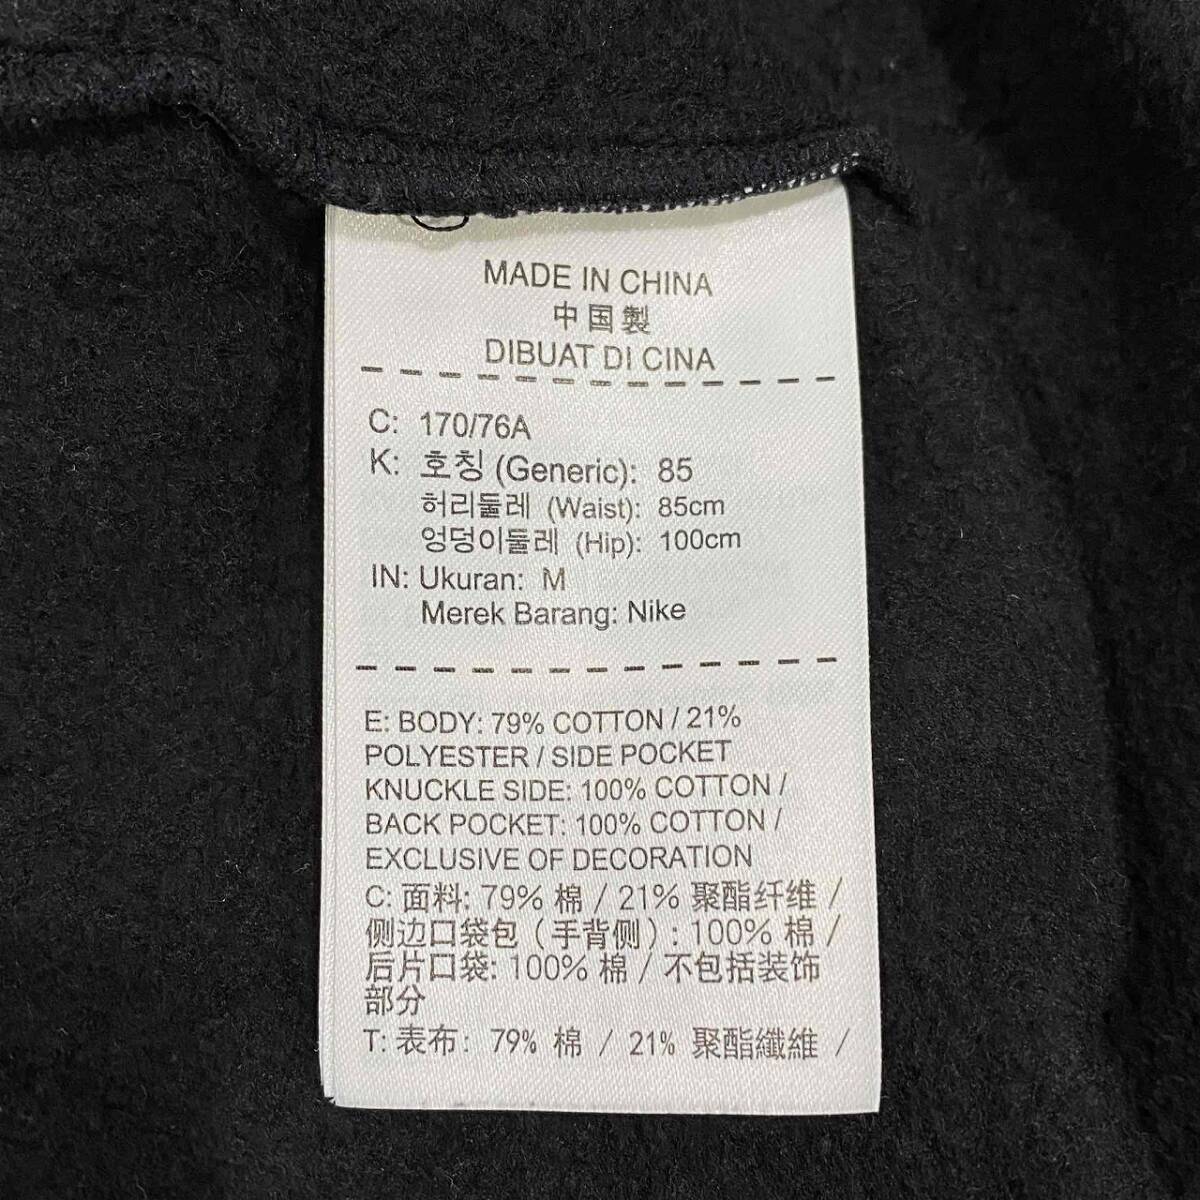 MADE IN CHINA
中国製
DIBUAT DI CINA
C: 170/76A
K: 호칭 (Generic): 85
허리둘레 (Waist): 85cm
엉덩이둘레 (Hip): 100cm
IN: Ukuran: M
Merek Barang: Nike
E: BODY: 79% COTTON / 21%
POLYESTER / SIDE POCKET
KNUCKLE SIDE: 100% COTTON /
BACK POCKET: 100% COTTON /
EXCLUSIVE OF DECORATION
C: 面料: 79% 棉 / 21% 聚酯纤维 /
侧边口袋包 ( 手背侧 ) : 100% 棉 /
后片口袋: 100% 棉 / 不包括装饰
部分
T: 表布: 79% 棉 / 21% 聚酯纖維 /